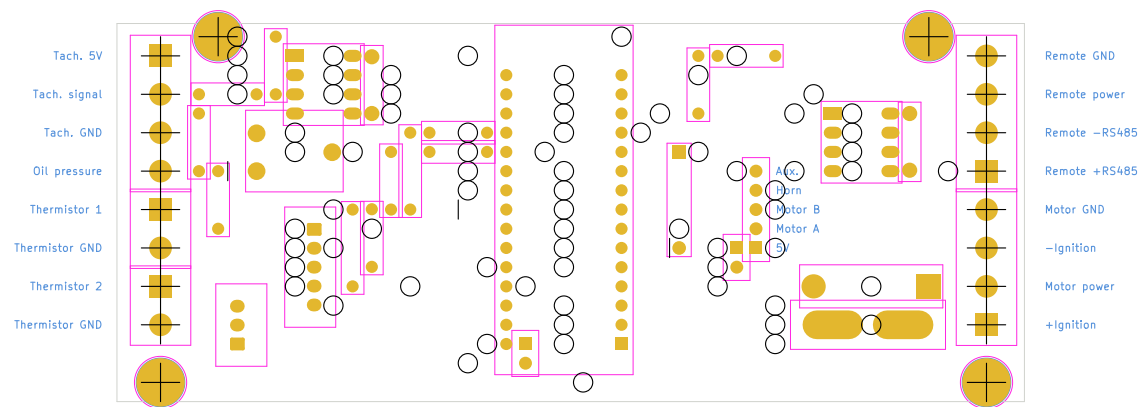 Tach. 5V
Tach. signal
Tach. GND
Oil pressure
Thermistor 1
Thermistor GND
Thermistor 2
Thermistor GND
Aux.
Horn
Motor B
Motor A
5V
Remote GND
Remote power
Remote −RS485
Remote +RS485
Motor GND
−Ignition
Motor power
+Ignition